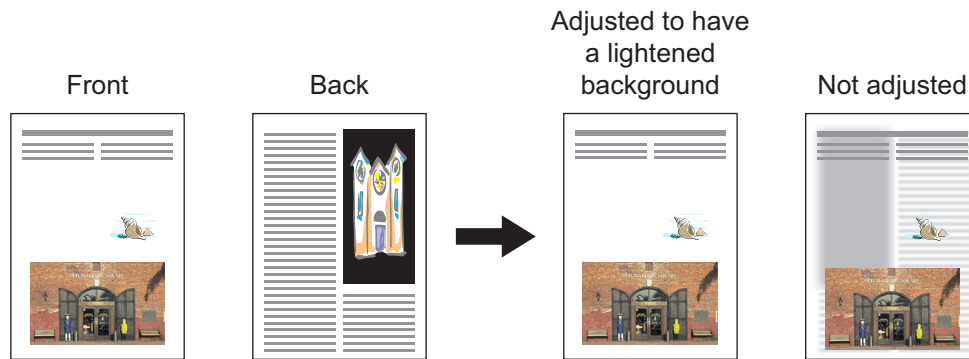 Front
Back
Adjusted to have
a lightened
background
Not adjusted